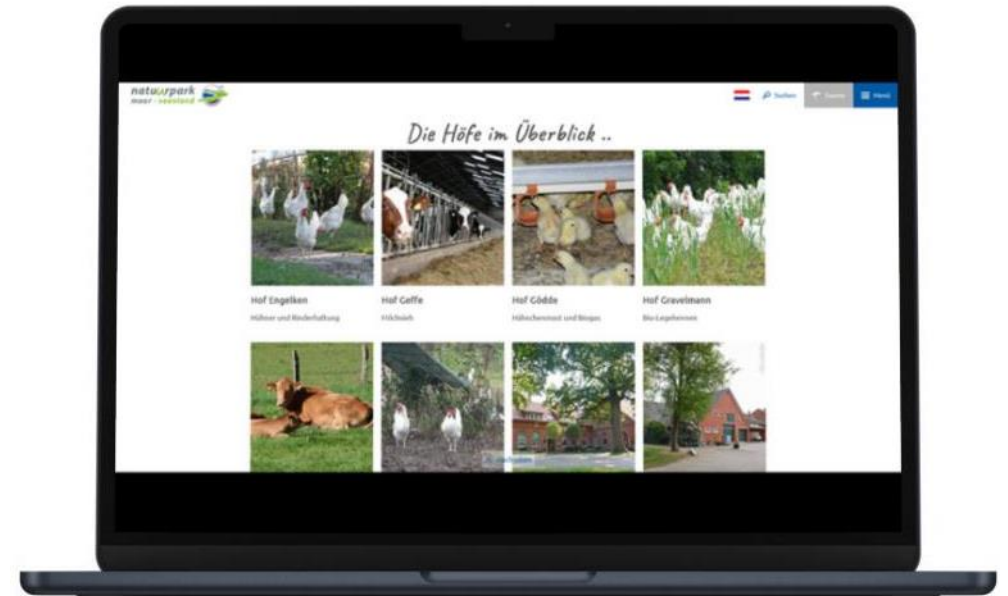 natuurpark
moor - veenland
Suchen
Menü
Die Höfe im Überblick ..
Hof Engelken
Hühner und Rinderhaltung
Hof Geffe
Milchvieh
Hof Gödde
Hähnchenmast und Biogas
Hof Gravelmann
Bio-Legehennen